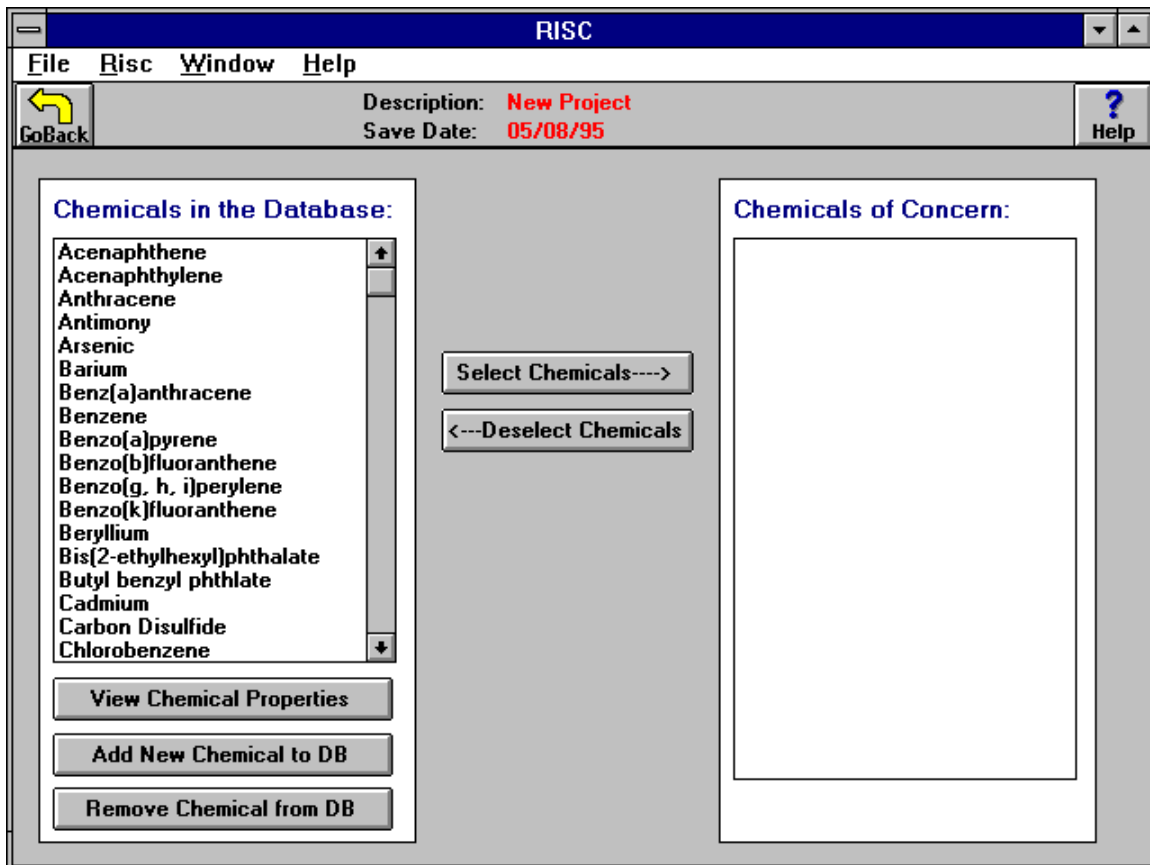 RISC
File Risc Window Help
GoBack
Description: New Project
Save Date: 05/08/95
? Help
Chemicals in the Database:
Acenaphthene
Acenaphthylene
Anthracene
Antimony
Arsenic
Barium
Benz(a)anthracene
Benzene
Benzo(a)pyrene
Benzo(b)fluoranthene
Benzo(g, h, i)perylene
Benzo(k)fluoranthene
Beryllium
Bis(2-ethylhexyl)phthalate
Butyl benzyl phthlate
Cadmium
Carbon Disulfide
Chlorobenzene
View Chemical Properties
Add New Chemical to DB
Remove Chemical from DB
Select Chemicals---->
<---Deselect Chemicals
Chemicals of Concern: